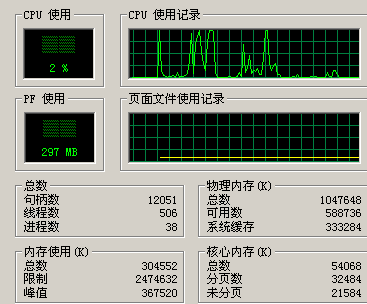 CPU 使用
CPU 使用记录
2 %
PF 使用
页面文件使用记录
297 MB
总数
句柄数 12051
线程数 506
进程数 38
物理内存(K)
总数 1047648
可用数 588736
系统缓存 333284
内存使用(K)
总数 304552
限制 2474632
峰值 367520
核心内存(K)
总数 54068
分页数 32484
未分页 21584